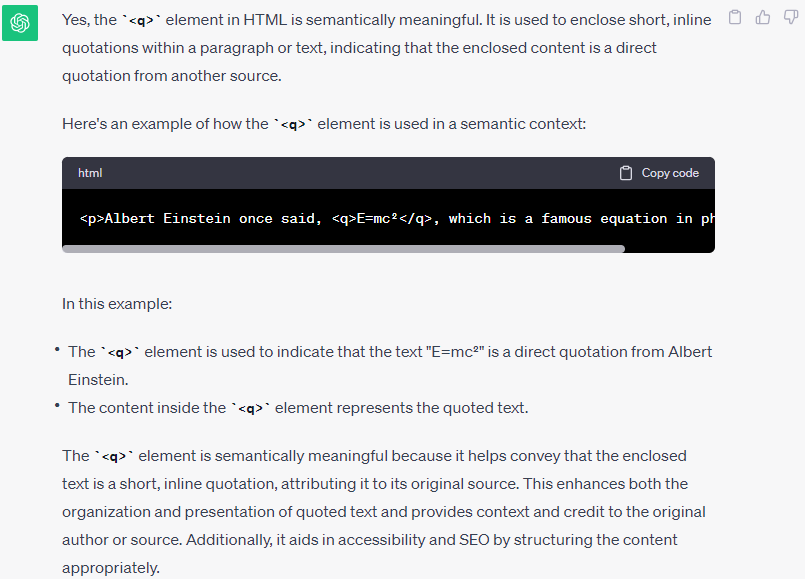 Yes, the `<q>` element in HTML is semantically meaningful. It is used to enclose short, inline
quotations within a paragraph or text, indicating that the enclosed content is a direct
quotation from another source.
Here's an example of how the `<q>` element is used in a semantic context:
html
Copy code
<p>Albert Einstein once said, <q>E=mc²</q>, which is a famous equation in ph
In this example:
• The `<q>` element is used to indicate that the text "E=mc²" is a direct quotation from Albert
Einstein.
• The content inside the `<q>` element represents the quoted text.
The `<q>` element is semantically meaningful because it helps convey that the enclosed
text is a short, inline quotation, attributing it to its original source. This enhances both the
organization and presentation of quoted text and provides context and credit to the original
author or source. Additionally, it aids in accessibility and SEO by structuring the content
appropriately.